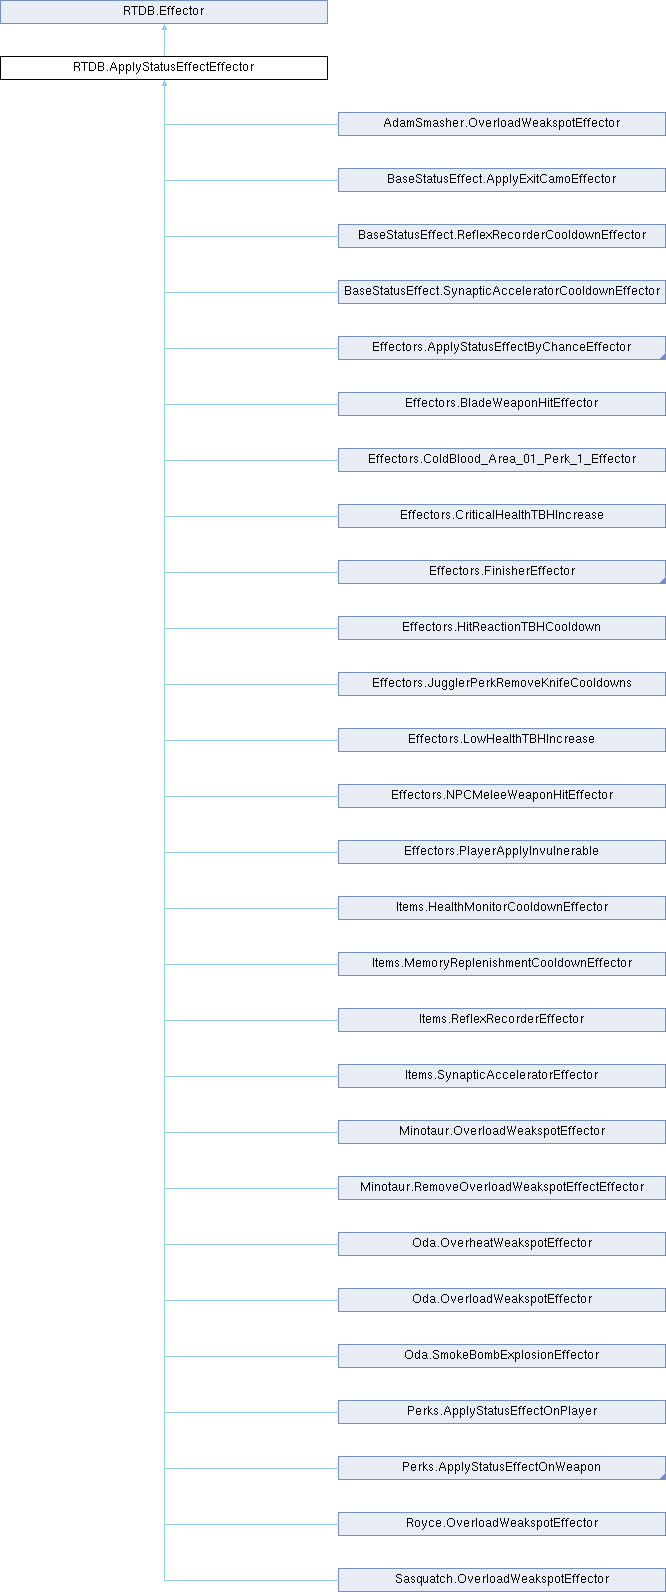 RTDB.Effector
RTDB.ApplyStatusEffectEffector
AdamSmasher.OverloadWeakspotEffector
BaseStatusEffect.ApplyExitCamoEffector
BaseStatusEffect.ReflexRecorderCooldownEffector
BaseStatusEffect.SynapticAcceleratorCooldownEffector
Effectors.ApplyStatusEffectByChanceEffector
Effectors.BladeWeaponHitEffector
Effectors.ColdBlood_Area_01_Perk_1_Effector
Effectors.CriticalHealthTBHIncrease
Effectors.FinisherEffector
Effectors.HitReactionTBHCooldown
Effectors.JugglerPerkRemoveKnifeCooldowns
Effectors.LowHealthTBHIncrease
Effectors.NPCMeleeWeaponHitEffector
Effectors.PlayerApplyInvulnerable
Items.HealthMonitorCooldownEffector
Items.MemoryReplenishmentCooldownEffector
Items.ReflexRecorderEffector
Items.SynapticAcceleratorEffector
Minotaur.OverloadWeakspotEffector
Minotaur.RemoveOverloadWeakspotEffectEffector
Oda.OverheatWeakspotEffector
Oda.OverloadWeakspotEffector
Oda.SmokeBombExplosionEffector
Perks.ApplyStatusEffectOnPlayer
Perks.ApplyStatusEffectOnWeapon
Royce.OverloadWeakspotEffector
Sasquatch.OverloadWeakspotEffector